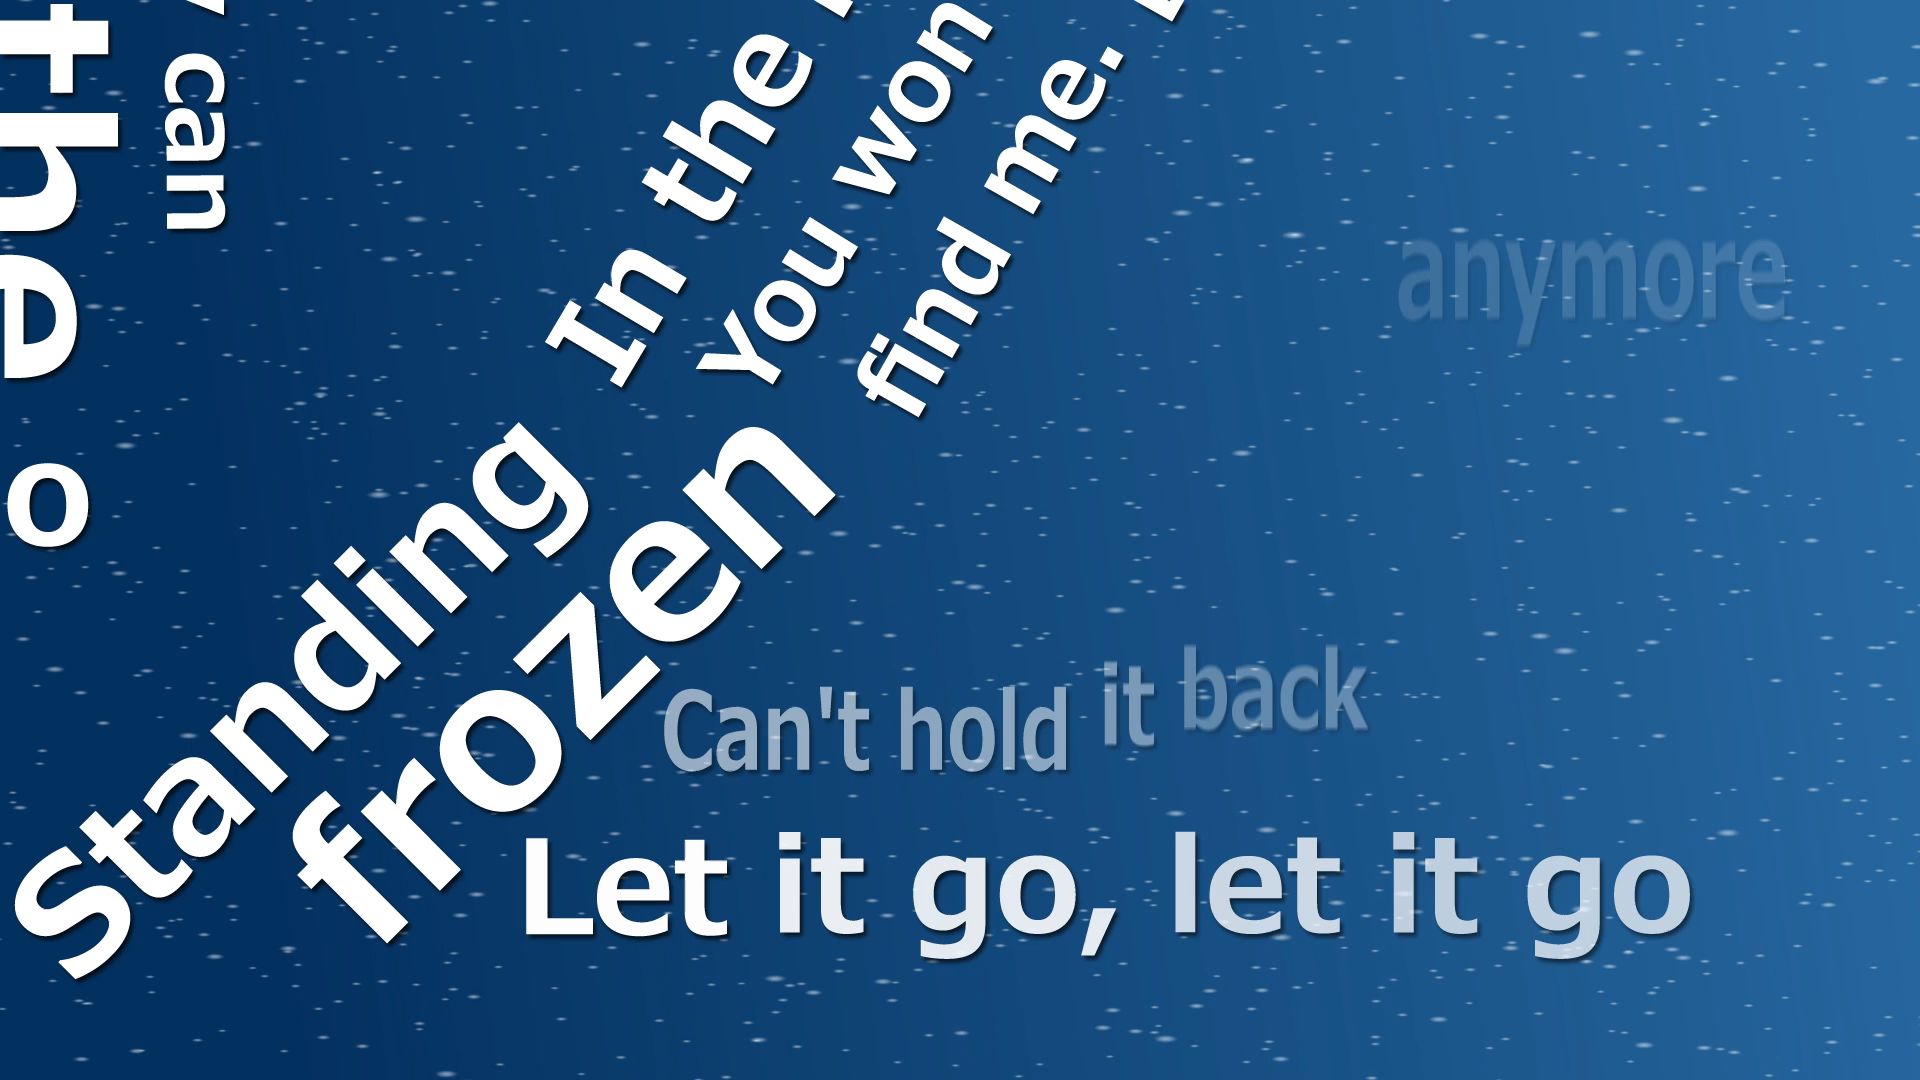 the
can
Standing
frozen
In the
You won
find me.
Can't hold it back
anymore
Let it go, let it go